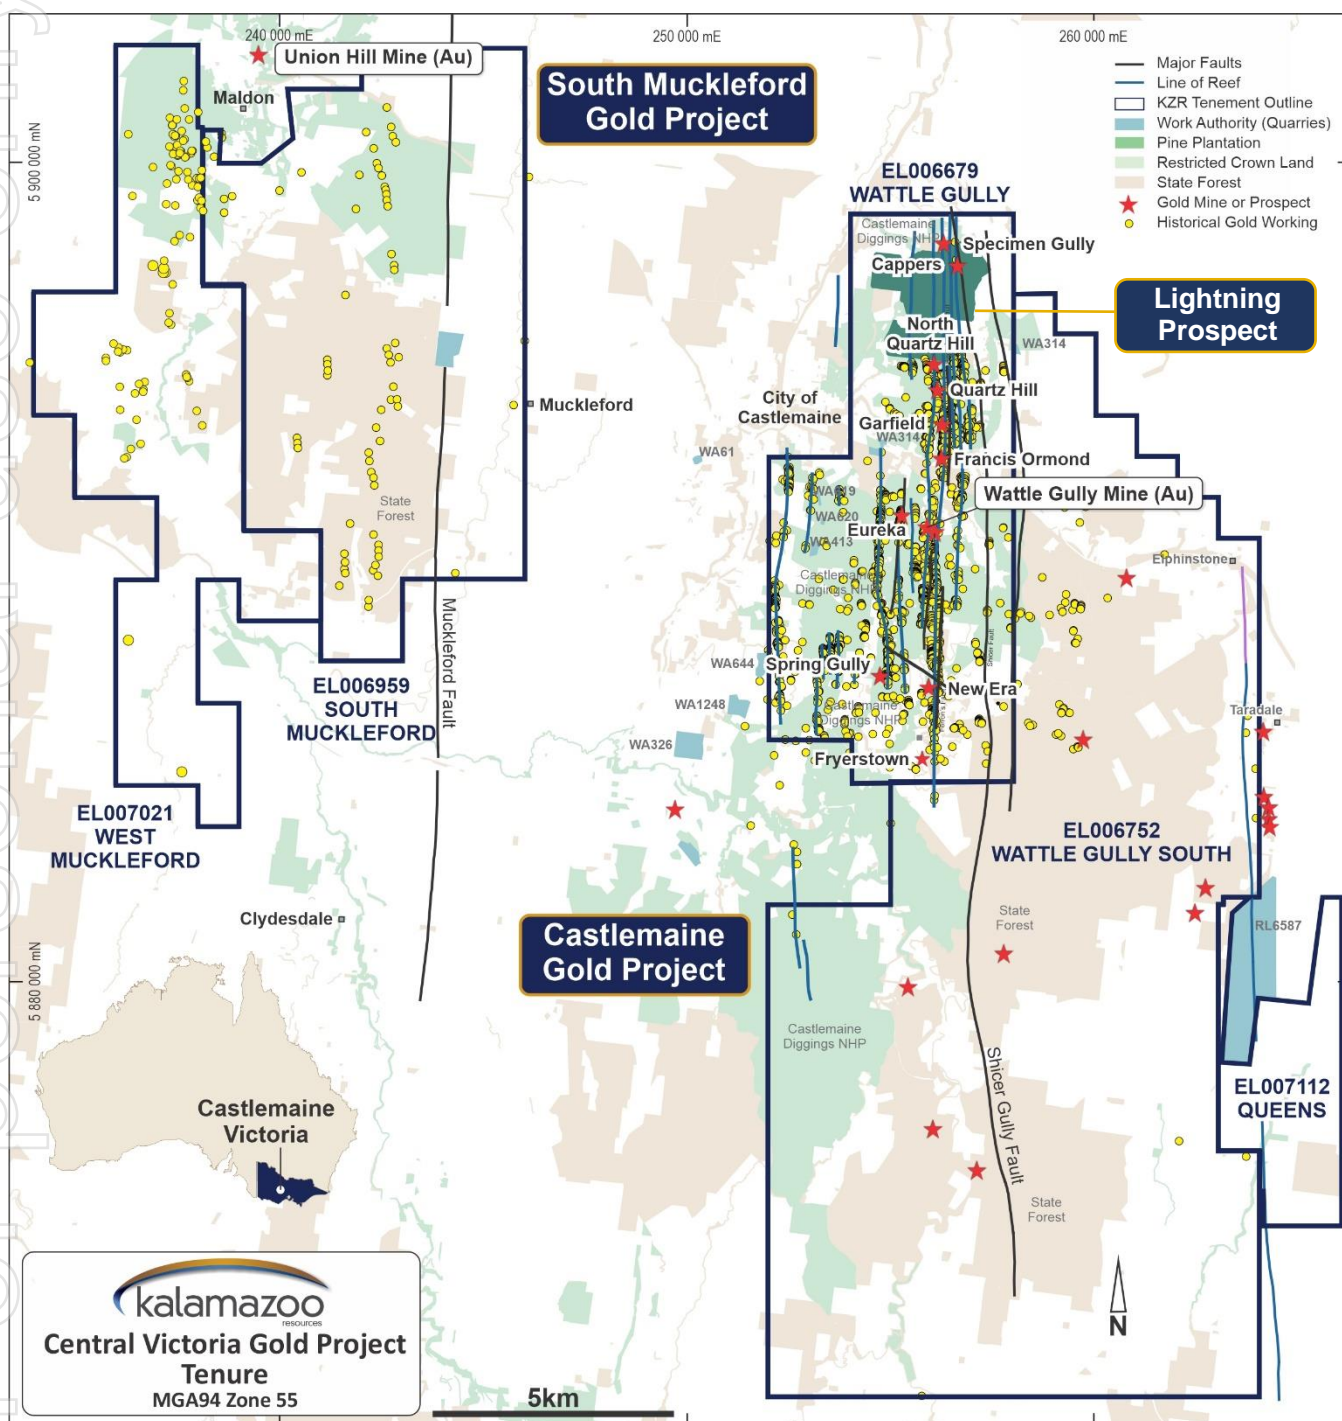 240 000 mE
250 000 mE
260 000 mE
5 900 000 mN
5 880 000 mN
Union Hill Mine (Au)
Maldon
South Muckleford
Gold Project
Major Faults
Line of Reef
KZR Tenement Outline
Work Authority (Quarries)
Pine Plantation
Restricted Crown Land
State Forest
Gold Mine or Prospect
Historical Gold Working
EL006679
WATTLE GULLY
Castlemaine
Diggings NHP
Specimen Gully
Cappers
Lightning
Prospect
North
Quartz Hill
WA314
Quartz Hill
City of
Castlemaine
Garfield
WA314
Muckleford
WA61
Francis Ormond
Wattle Gully Mine (Au)
WA619
WA620
Eureka
WA413
State
Forest
Elphinstone
Castlemaine
Diggings NHP
Muckleford Fault
Shicer Fault
WA644
Spring Gully
New Era
EL006959
SOUTH
MUCKLEFORD
WA1248
Castlemaine
Diggings NHP
Taradale
WA326
Fryerstown
EL007021
WEST
MUCKLEFORD
EL006752
WATTLE GULLY SOUTH
Clydesdale
Castlemaine
Gold Project
State
Forest
RL6587
Castlemaine
Diggings NHP
Shicer Gully Fault
EL007112
QUEENS
Castlemaine
Victoria
State
Forest
N
kalamazoo
resources
Central Victoria Gold Project
Tenure
MGA94 Zone 55
5km